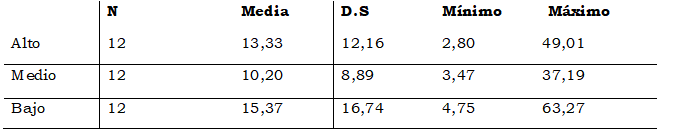 N Media D.S Mínimo Máximo
Alto 12 13,33 12,16 2,80 49,01
Medio 12 10,20 8,89 3,47 37,19
Bajo 12 15,37 16,74 4,75 63,27